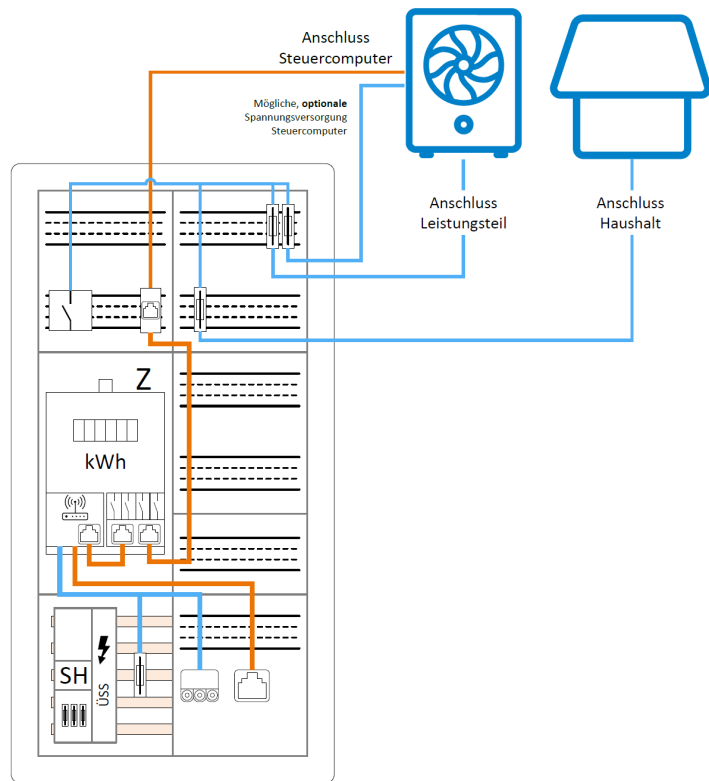 Anschluss
Steuercomputer
Mögliche, optionale
Spannungsversorgung
Steuercomputer
Anschluss
Leistungsteil
Anschluss
Haushalt
Z
kWh
SH
ÜSS